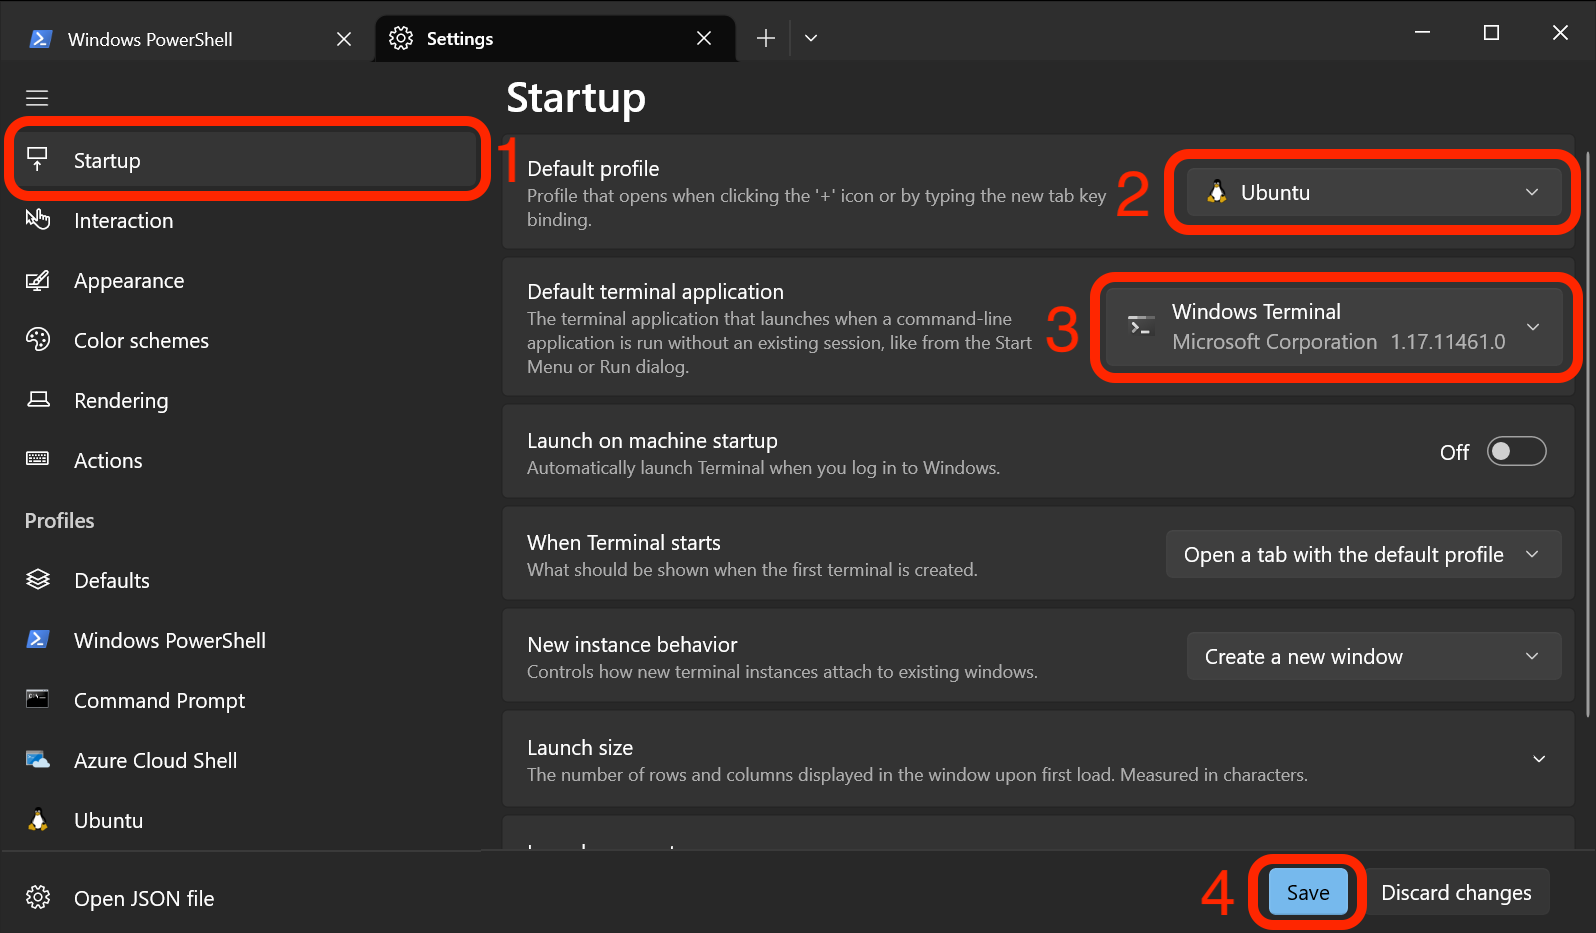 Windows PowerShell
Settings
Startup
Interaction
Appearance
Color schemes
Rendering
Actions
Profiles
Defaults
Windows PowerShell
Command Prompt
Azure Cloud Shell
Ubuntu
Open JSON file
Startup
1
Default profile
Profile that opens when clicking the '+' icon or by typing the new tab key
binding.
2
Ubuntu
Default terminal application
The terminal application that launches when a command-line
application is run without an existing session, like from the Start
Menu or Run dialog.
3
Windows Terminal
Microsoft Corporation 1.17.11461.0
Launch on machine startup
Automatically launch Terminal when you log in to Windows.
Off
When Terminal starts
What should be shown when the first terminal is created.
Open a tab with the default profile
New instance behavior
Controls how new terminal instances attach to existing windows.
Create a new window
Launch size
The number of rows and columns displayed in the window upon first load. Measured in characters.
4
Save
Discard changes